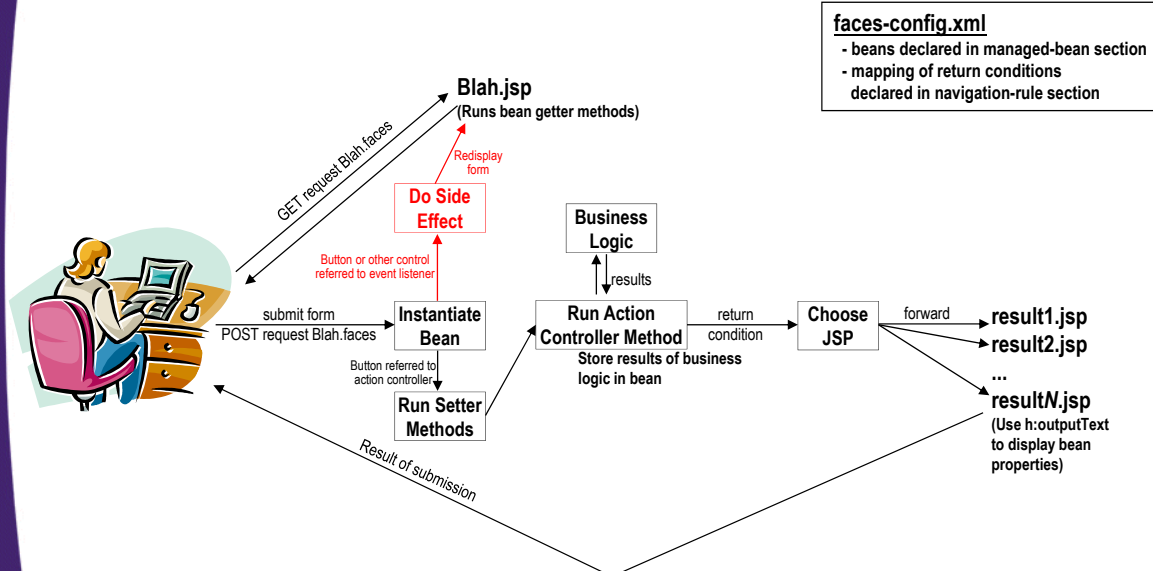 faces-config.xml
- beans declared in managed-bean section
- mapping of return conditions
declared in navigation-rule section
Blah.jsp
(Runs bean getter methods)
GET request Blah.faces
Redisplay
form
Do Side
Effect
Button or other control
referred to event listener
Business
Logic
results
submit form
POST request Blah.faces
Instantiate
Bean
Run Action
Controller Method
Store results of business
logic in bean
return
condition
Choose
JSP
forward
result1.jsp
result2.jsp
...
resultN.jsp
(Use h:outputText
to display bean
properties)
Button referred to
action controller
Run Setter
Methods
Result of submission